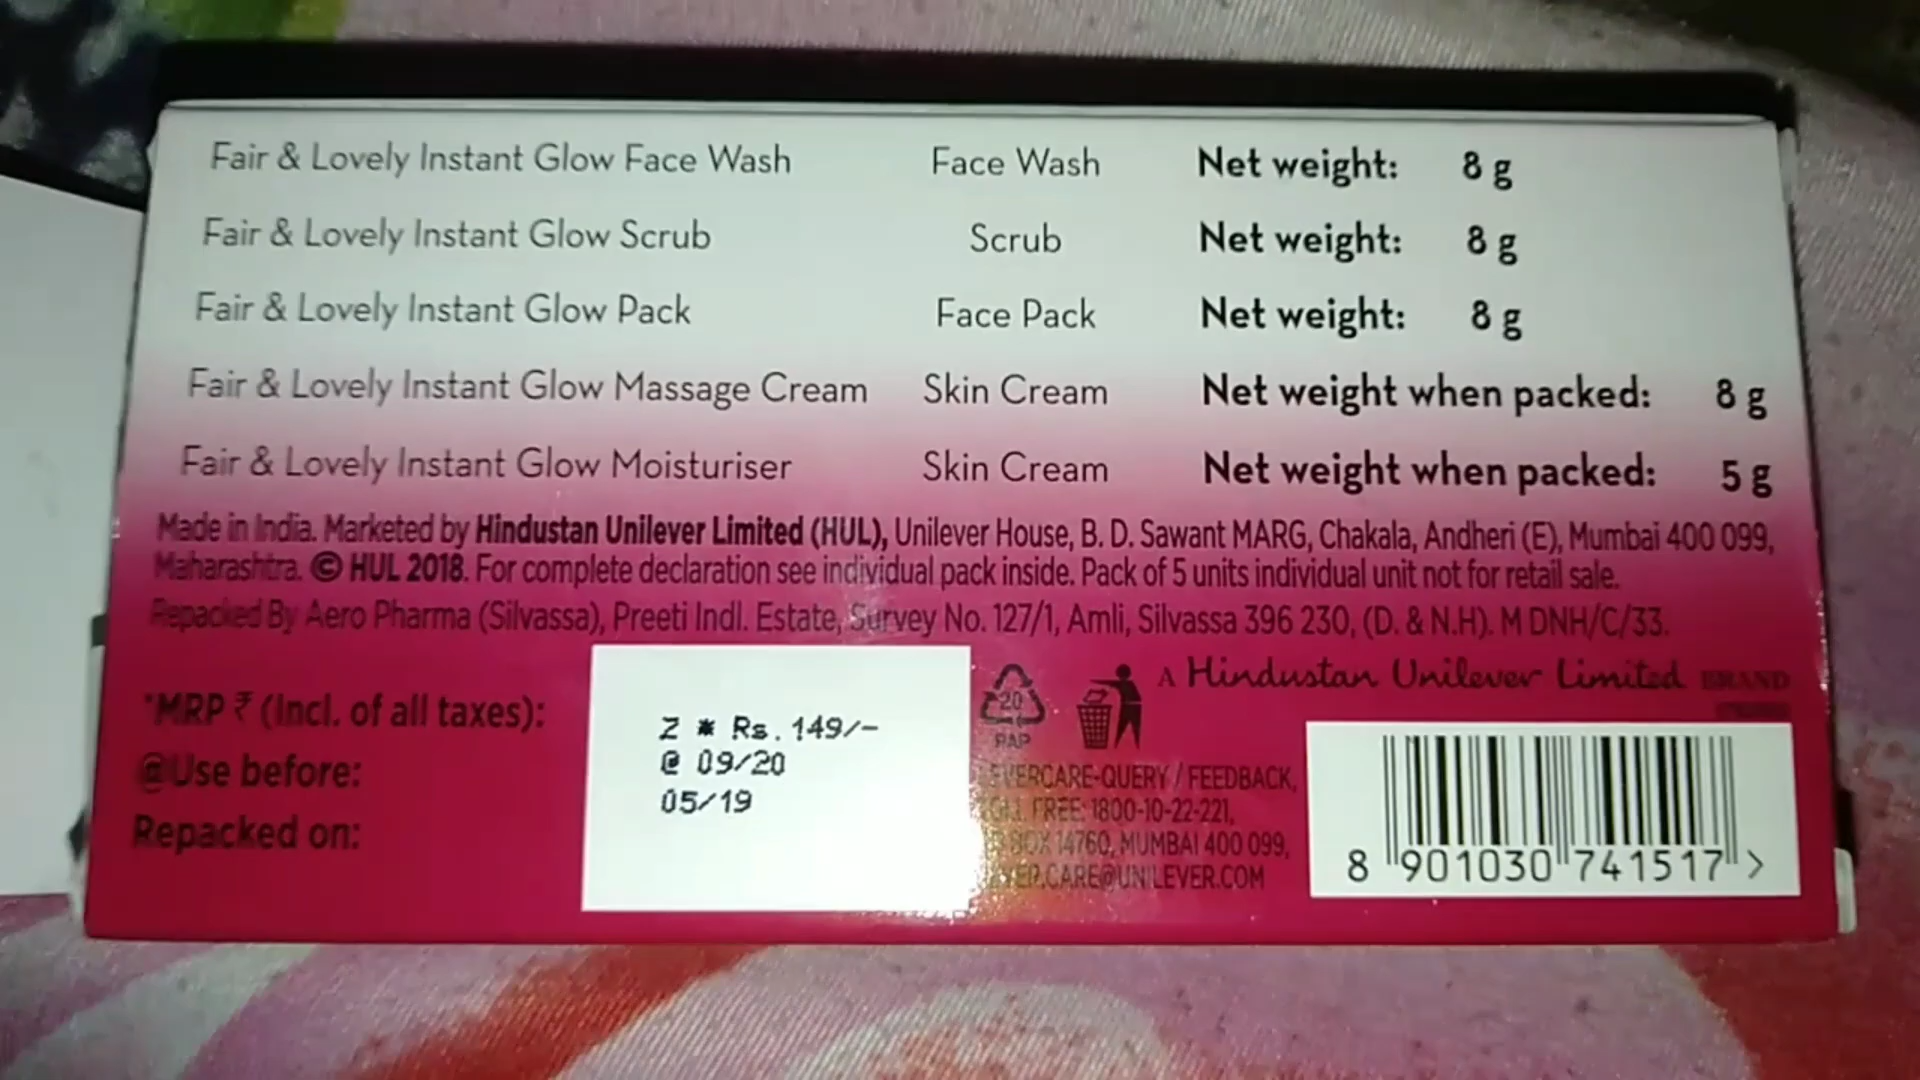 Fair & Lovely Instant Glow Face Wash Face Wash Net weight: 8 g
Fair & Lovely Instant Glow Scrub Scrub Net weight: 8 g
Fair & Lovely Instant Glow Pack Face Pack Net weight: 8 g
Fair & Lovely Instant Glow Massage Cream Skin Cream Net weight when packed: 8 g
Fair & Lovely Instant Glow Moisturiser Skin Cream Net weight when packed: 5 g
Made in India. Marketed by Hindustan Unilever Limited (HUL), Unilever House, B. D. Sawant MARG, Chakala, Andheri (E), Mumbai 400 099,
Maharashtra. © HUL 2018. For complete declaration see individual pack inside. Pack of 5 units individual unit not for retail sale.
Repacked By Aero Pharma (Silvassa), Preeti Indl. Estate, Survey No. 127/1, Amli, Silvassa 396 230, (D. & N.H). M DNH/C/33.
*MRP ₹ (Incl. of all taxes):
@Use before:
Repacked on:
Z * Rs. 149/-
@ 09/20
05/19
20
PAP
A Hindustan Unilever Limited BRAND
LEVERCARE-QUERY / FEEDBACK,
TOLL FREE: 1800-10-22-221,
BOX 14760, MUMBAI 400 099,
8 901030 741517 >